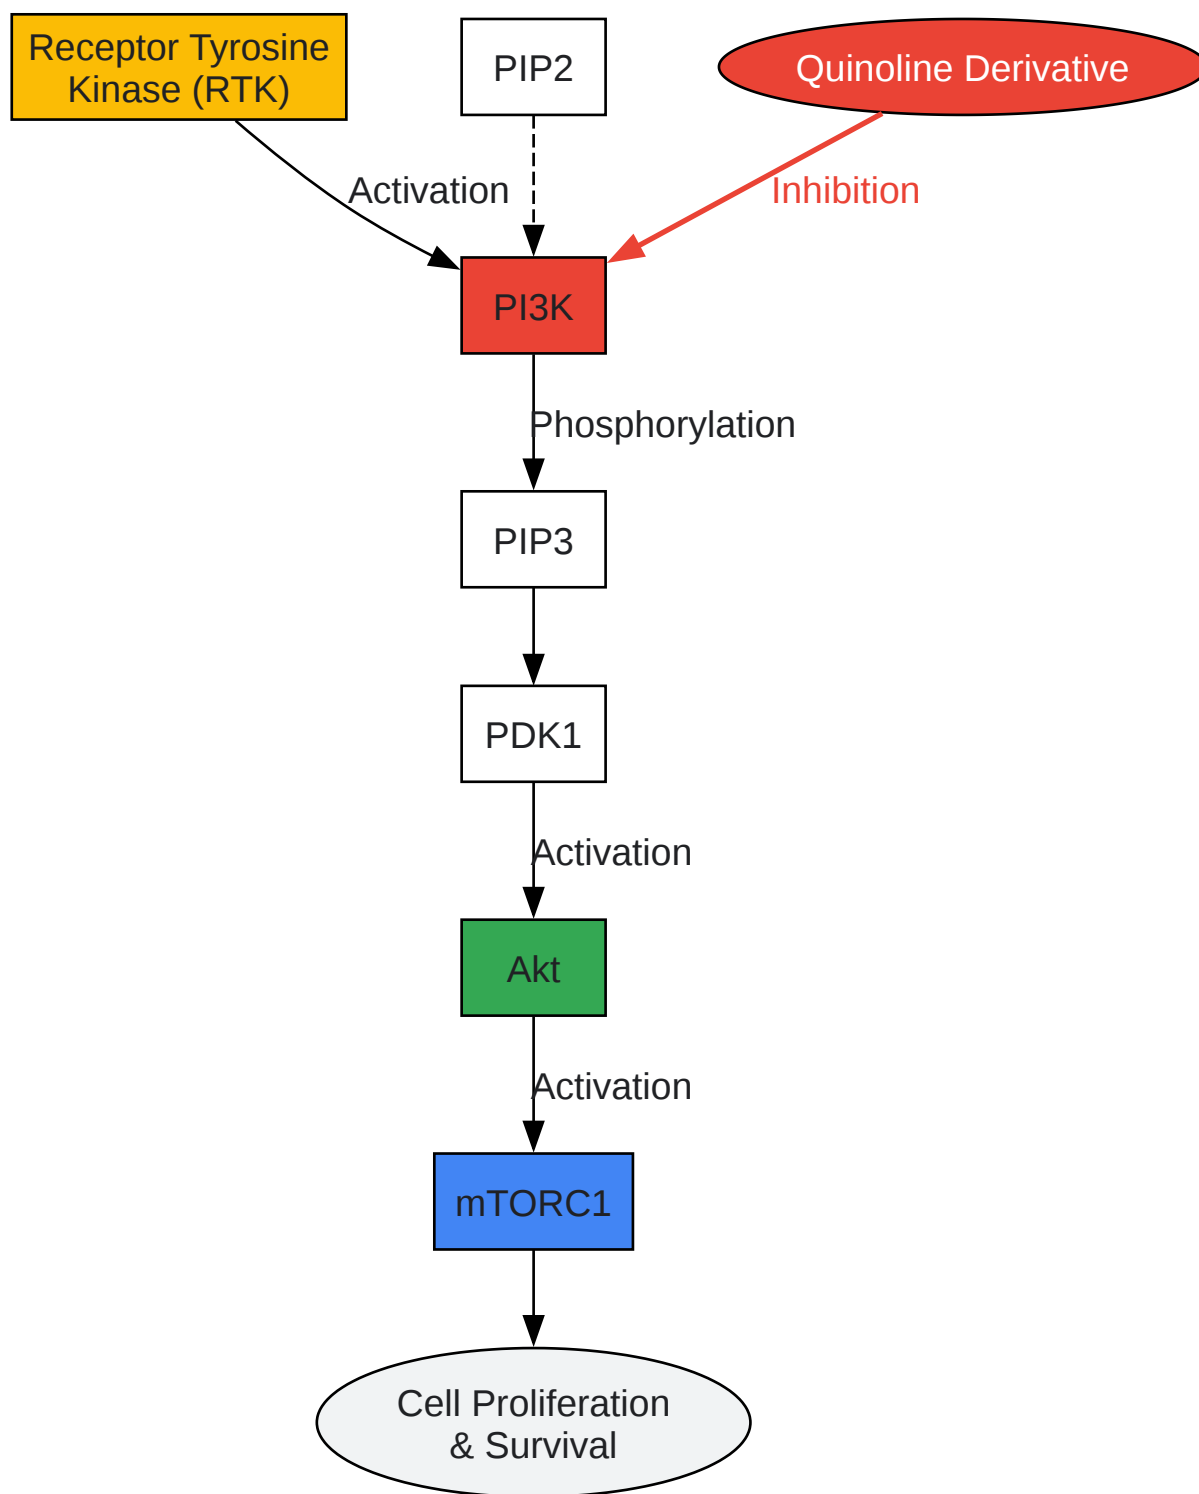 Receptor Tyrosine
Kinase (RTK)
PIP2
Quinoline Derivative
Activation
Inhibition
PI3K
Phosphorylation
PIP3
PDK1
Activation
Akt
Activation
mTORC1
Cell Proliferation
& Survival